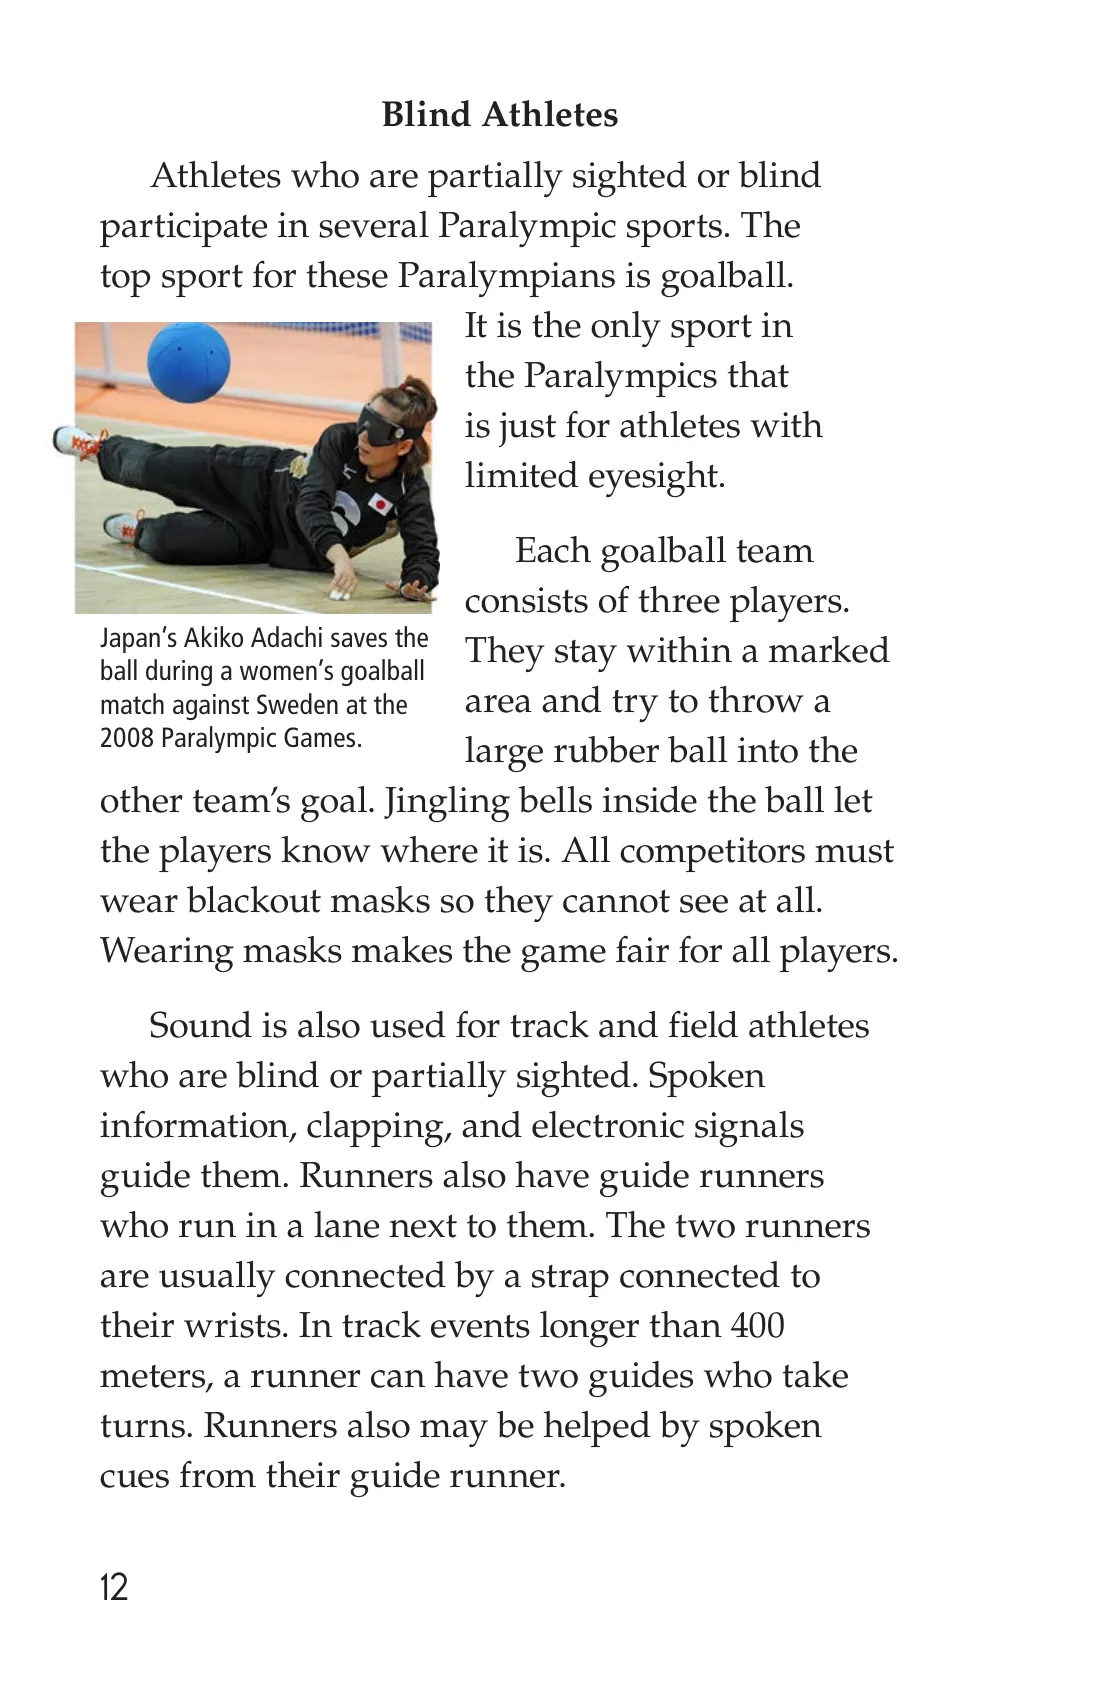 Blind Athletes
Athletes who are partially sighted or blind
participate in several Paralympic sports. The
top sport for these Paralympians is goalball.
It is the only sport in
the Paralympics that
is just for athletes with
limited eyesight.
Each goalball team
consists of three players.
They stay within a marked
area and try to throw a
large rubber ball into the
Japan’s Akiko Adachi saves the
ball during a women’s goalball
match against Sweden at the
2008 Paralympic Games.
other team’s goal. Jingling bells inside the ball let
the players know where it is. All competitors must
wear blackout masks so they cannot see at all.
Wearing masks makes the game fair for all players.
Sound is also used for track and field athletes
who are blind or partially sighted. Spoken
information, clapping, and electronic signals
guide them. Runners also have guide runners
who run in a lane next to them. The two runners
are usually connected by a strap connected to
their wrists. In track events longer than 400
meters, a runner can have two guides who take
turns. Runners also may be helped by spoken
cues from their guide runner.
12